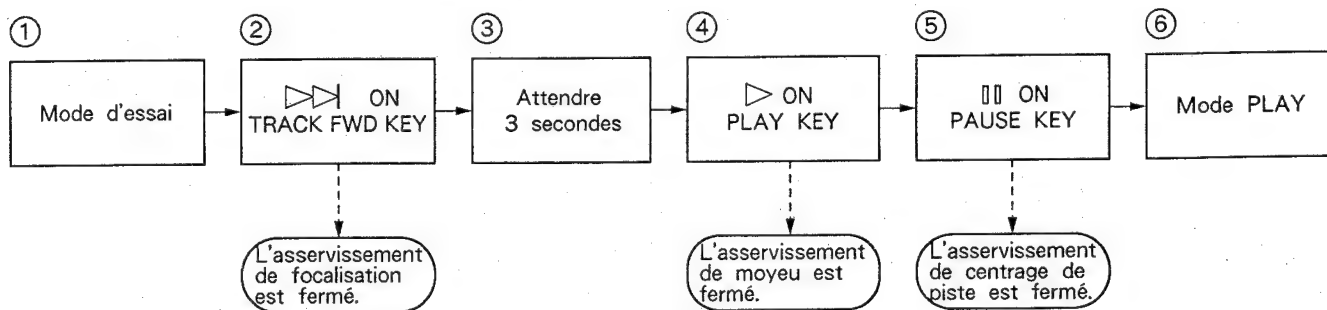 ①
Mode d'essai
②
▷▷| ON
TRACK FWD KEY
L'asservissement
de focalisation
est fermé.
③
Attendre
3 secondes
④
▷ ON
PLAY KEY
L'asservissement
de moyeu est
fermé.
⑤
▯▯ ON
PAUSE KEY
L'asservissement
de centrage de
piste est fermé.
⑥
Mode PLAY